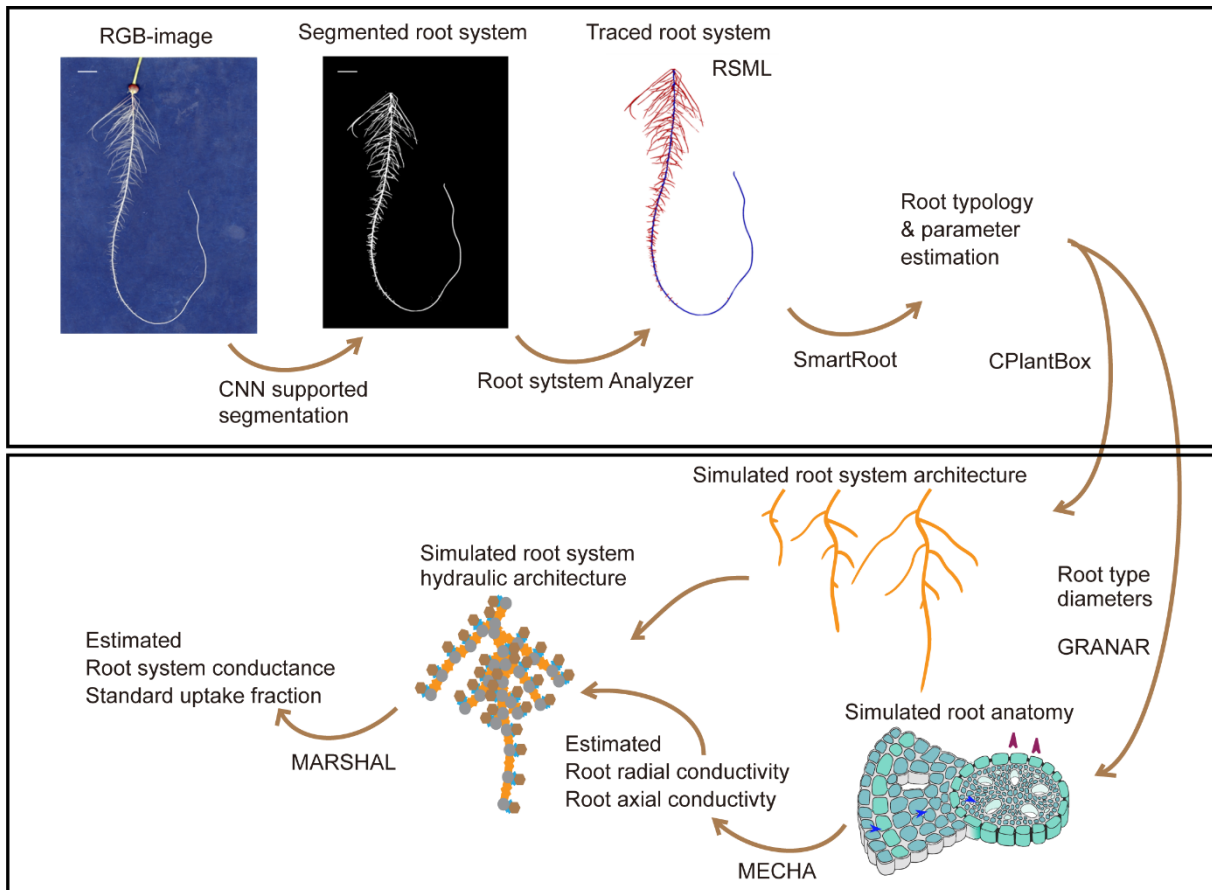 RGB-image
Segmented root system
Traced root system
RSML
Root typology
& parameter
estimation
CNN supported
segmentation
Root sytstem Analyzer
SmartRoot
CPlantBox
Simulated root system architecture
Simulated root system
hydraulic architecture
Root type
diameters
GRANAR
Estimated
Root system conductance
Standard uptake fraction
MARSHAL
Simulated root anatomy
Estimated
Root radial conductivity
Root axial conductivty
MECHA